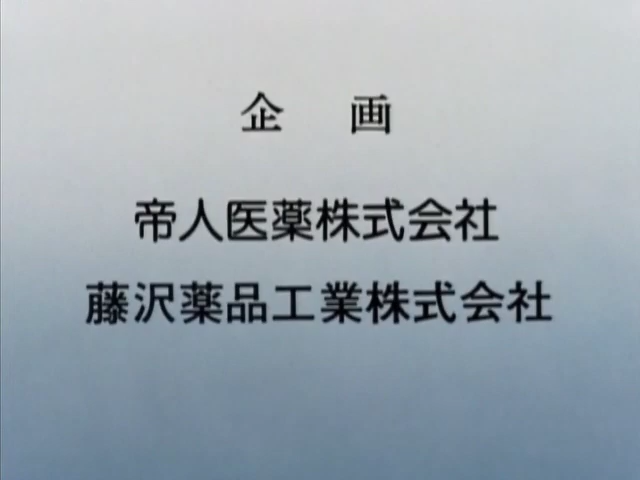 企 画
帝人医薬株式会社
藤沢薬品工業株式会社